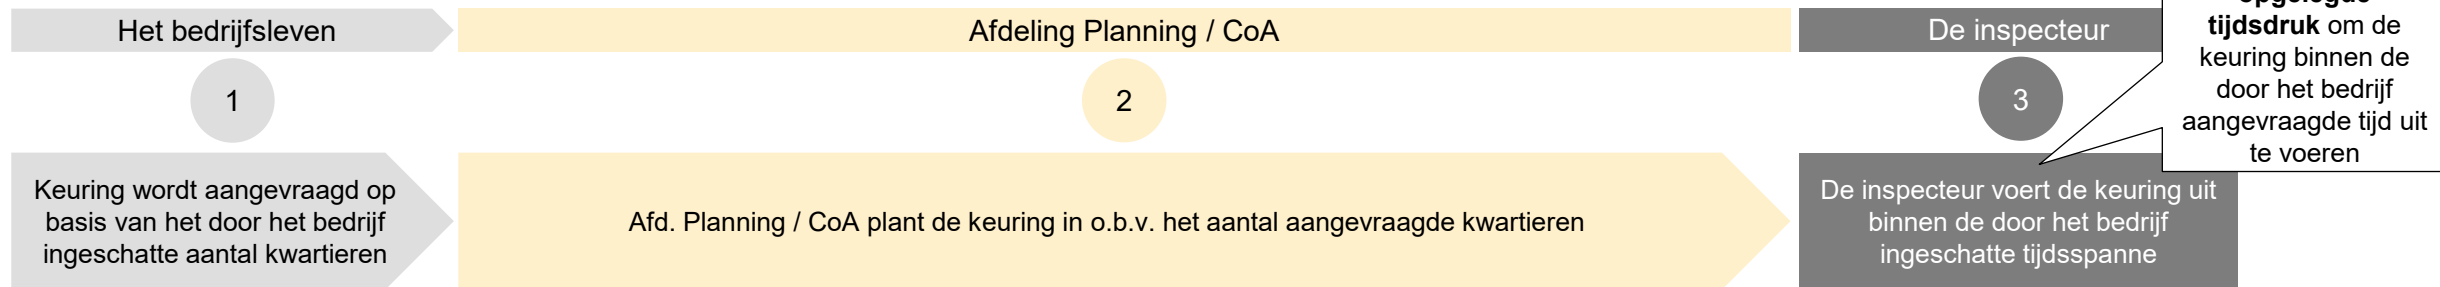 Het bedrijfsleven
Afdeling Planning / CoA
De inspecteur
1
2
3
Keuring wordt aangevraagd op
basis van het door het bedrijf
ingeschatte aantal kwartieren
Afd. Planning / CoA plant de keuring in o.b.v. het aantal aangevraagde kwartieren
De inspecteur voert de keuring uit
binnen de door het bedrijf
ingeschatte tijdsspanne
opgelegde
tijdsdruk om de
keuring binnen de
door het bedrijf
aangevraagde tijd uit
te voeren